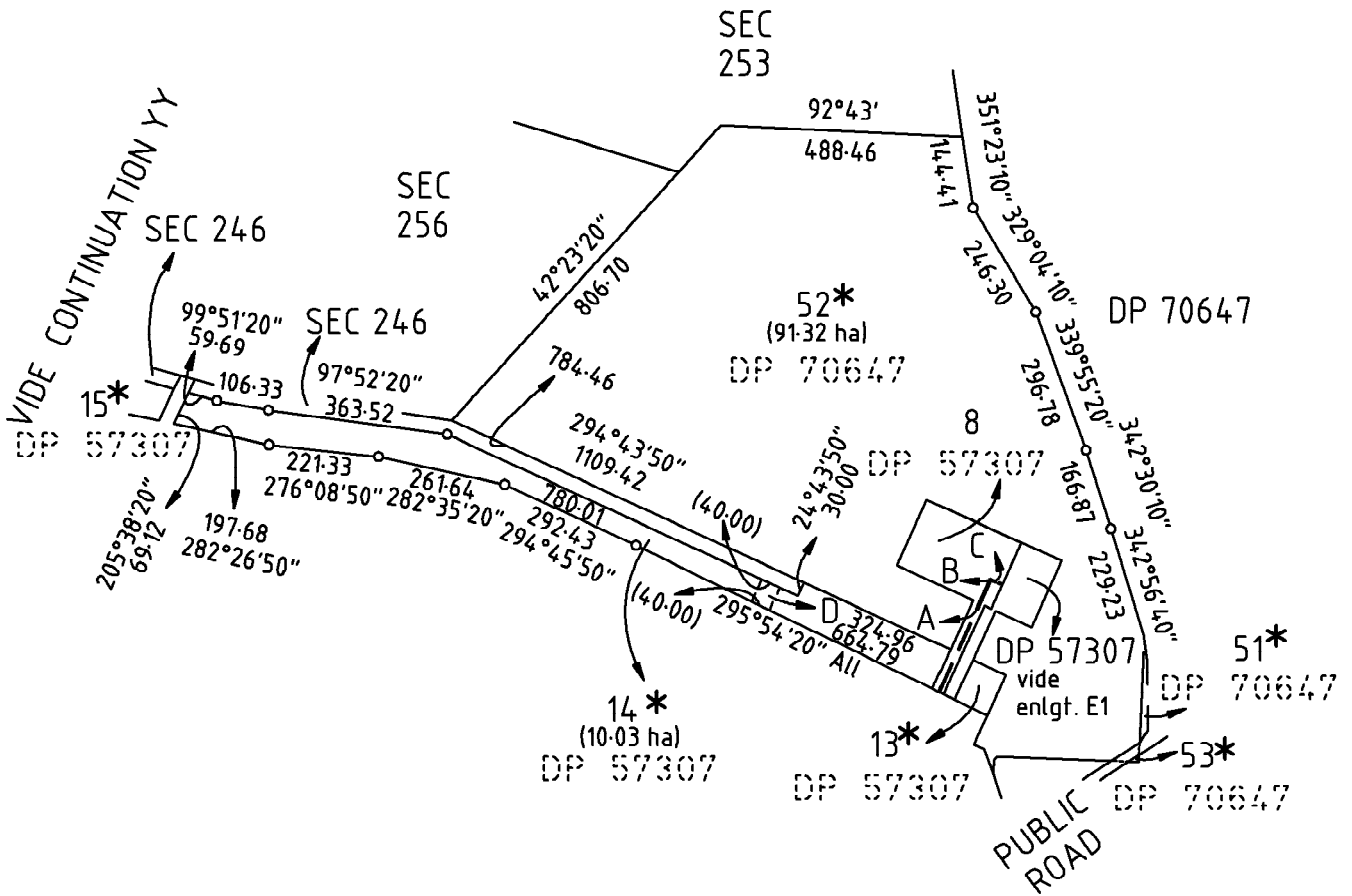 SEC
253
92°43'
488·46
351°23'10"
144·41
VIDE CONTINUATION YY
SEC
256
SEC 246
42°23'20"
806·70
329°04'10"
246·30
52*
(91·32 ha)
DP 70647
DP 70647
99°51'20"
59·69
SEC 246
106·33
97°52'20"
363·52
784·46
339°55'20"
296·78
15*
DP 57307
294°43'50"
1109·42
8
DP 57307
24°43'50"
30·00
342°30'10"
166·87
221·33
276°08'50"
261·64
282°35'20"
780·01
292·43
294°45'50"
(40·00)
205°38'20"
69·12
197·68
282°26'50"
C
B
A
D
342°56'40"
229·23
(40·00)
295°54'20" All
324·96
664·79
DP 57307
vide
enlgt. E1
51*
DP 70647
14*
(10·03 ha)
DP 57307
13*
DP 57307
53*
DP 70647
PUBLIC
ROAD